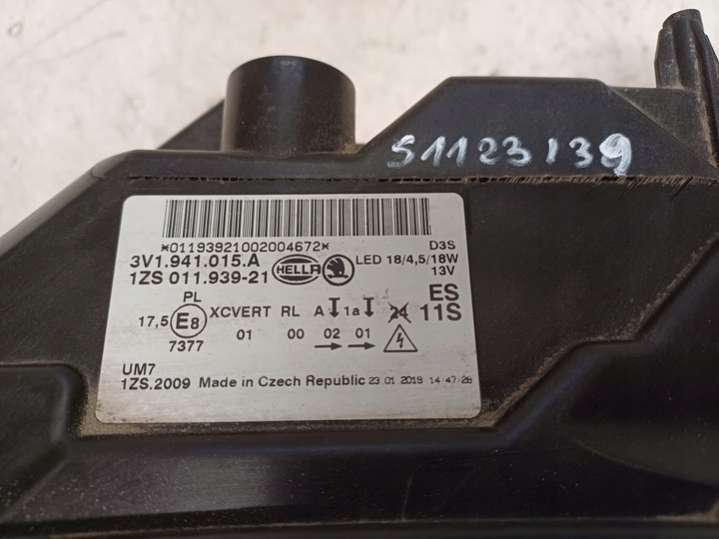 S1123139
*01193921002004672*
D3S
3V1.941.015.A
1ZS 011.939-21
HELLA
LED 18/4,5/18W
13V
PL
17,5 E8
7377
XCVERT RL A 1a 24
01 00 02 01
ES
11S
UM7
1ZS.2009 Made in Czech Republic 23 01 2019 14:47:26